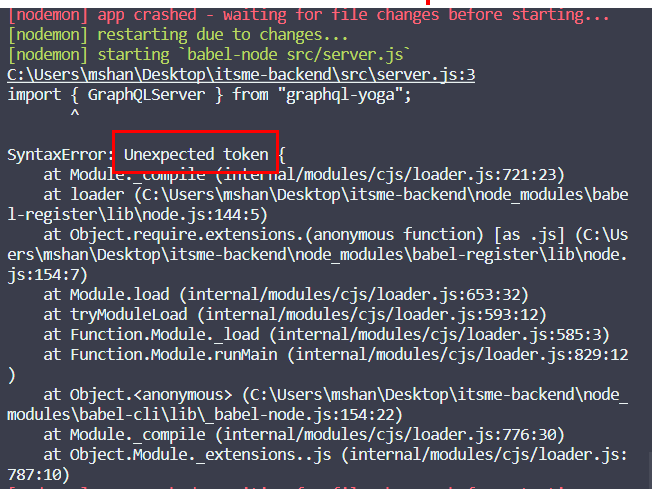 [nodemon] app crashed - waiting for file changes before starting...
[nodemon] restarting due to changes...
[nodemon] starting `babel-node src/server.js`
C:\Users\mshan\Desktop\itsme-backend\src\server.js:3
import { GraphQLServer } from "graphql-yoga";
^
SyntaxError: Unexpected token {
at Module._compile (internal/modules/cjs/loader.js:721:23)
at loader (C:\Users\mshan\Desktop\itsme-backend\node_modules\babe
l-register\lib\node.js:144:5)
at Object.require.extensions.(anonymous function) [as .js] (C:\Us
ers\mshan\Desktop\itsme-backend\node_modules\babel-register\lib\node.
js:154:7)
at Module.load (internal/modules/cjs/loader.js:653:32)
at tryModuleLoad (internal/modules/cjs/loader.js:593:12)
at Function.Module._load (internal/modules/cjs/loader.js:585:3)
at Function.Module.runMain (internal/modules/cjs/loader.js:829:12
)
at Object.<anonymous> (C:\Users\mshan\Desktop\itsme-backend\node_
modules\babel-cli\lib\_babel-node.js:154:22)
at Module._compile (internal/modules/cjs/loader.js:776:30)
at Object.Module._extensions..js (internal/modules/cjs/loader.js:
787:10)